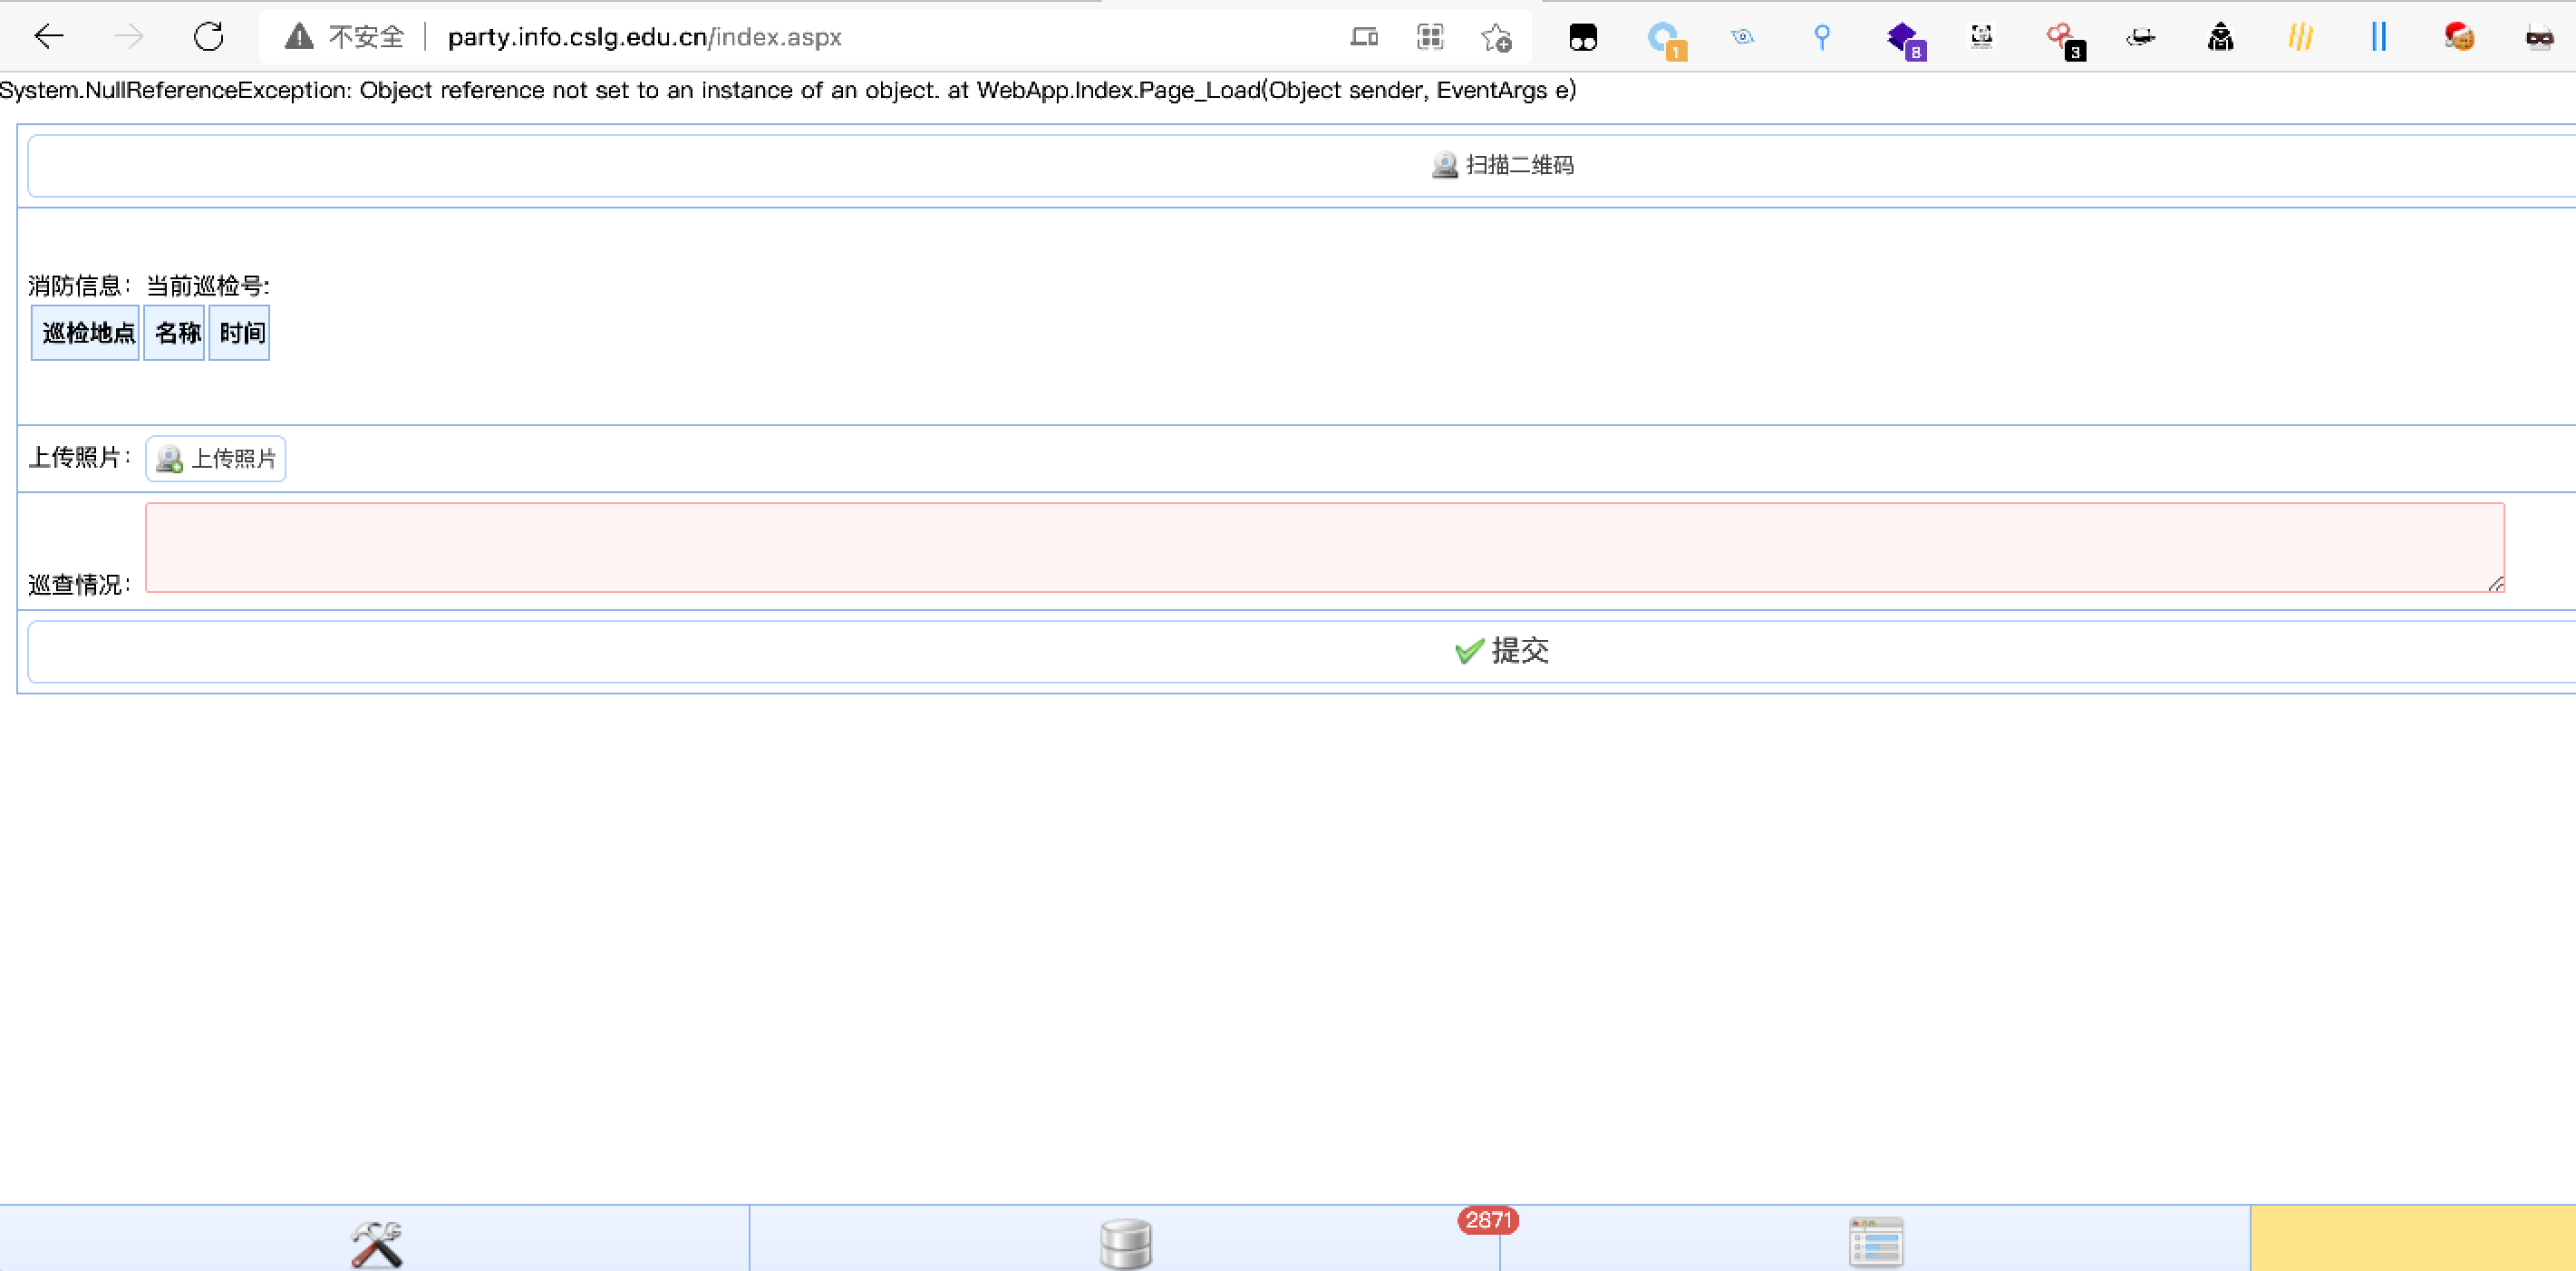 不安全 | party.info.cslg.edu.cn/index.aspx
1
8
3
System.NullReferenceException: Object reference not set to an instance of an object. at WebApp.Index.Page_Load(Object sender, EventArgs e)
扫描二维码
消防信息： 当前巡检号:
巡检地点 名称 时间
上传照片： 上传照片
巡查情况：
提交
2871